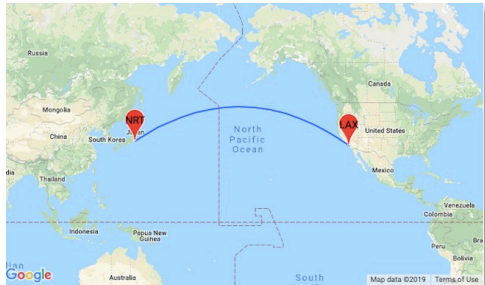 Russia
Canada
Mongolia
NRT
LAX
Japan
China
South Korea
North
Pacific
Ocean
United States
Mexico
Thailand
Venezuela
Colombia
Indonesia
Papua New
Guinea
Peru
Bolivia
Australia
South
Google
Map data ©2019
Terms of Use